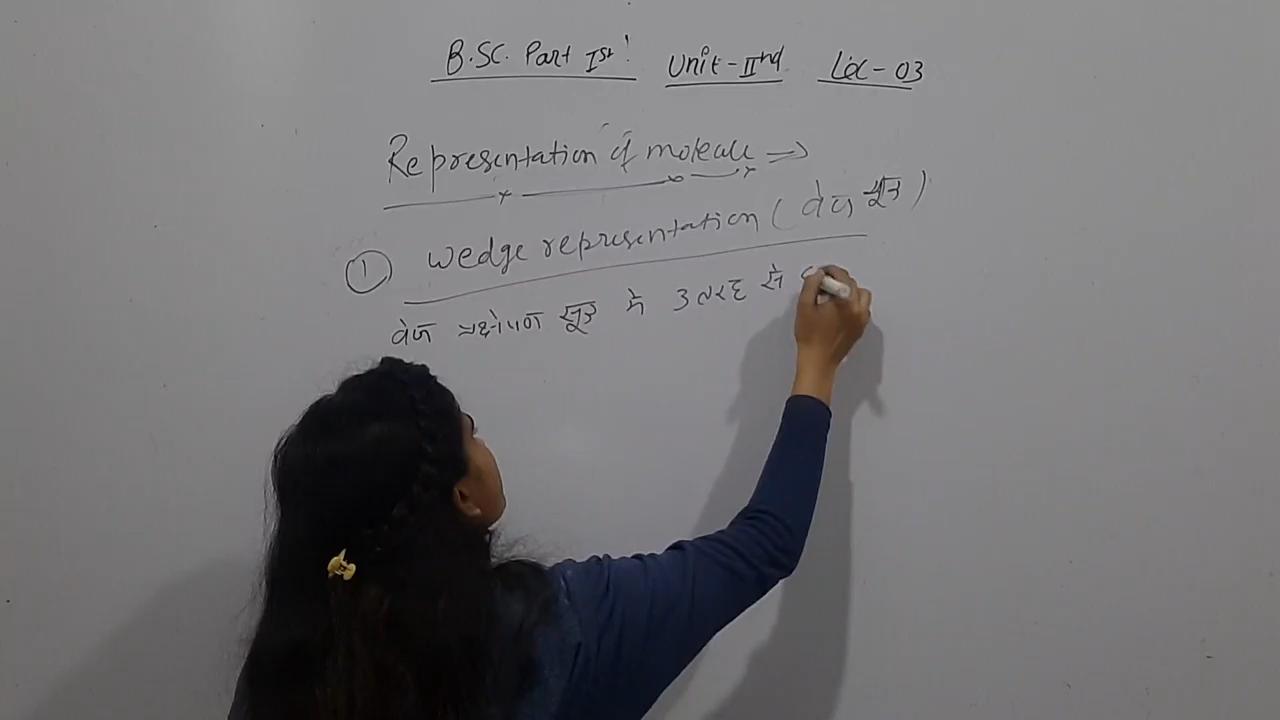 B.SC. Part Ist Unit-IInd Lec-03
Representation of molecule ⇒
① Wedge representation (वेज सूत्र)
वेज प्रक्षेपण सूत्र में 3 तरह से